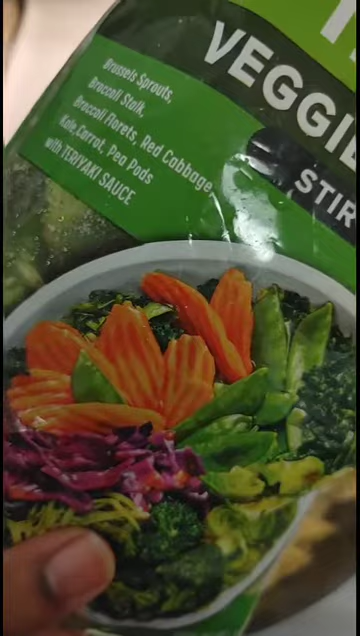 VEGGIE
STIR
Brussels Sprouts,
Broccoli Stalk,
Broccoli Florets, Red Cabbage
Kale, Carrot, Pea Pods
with TERIYAKI SAUCE